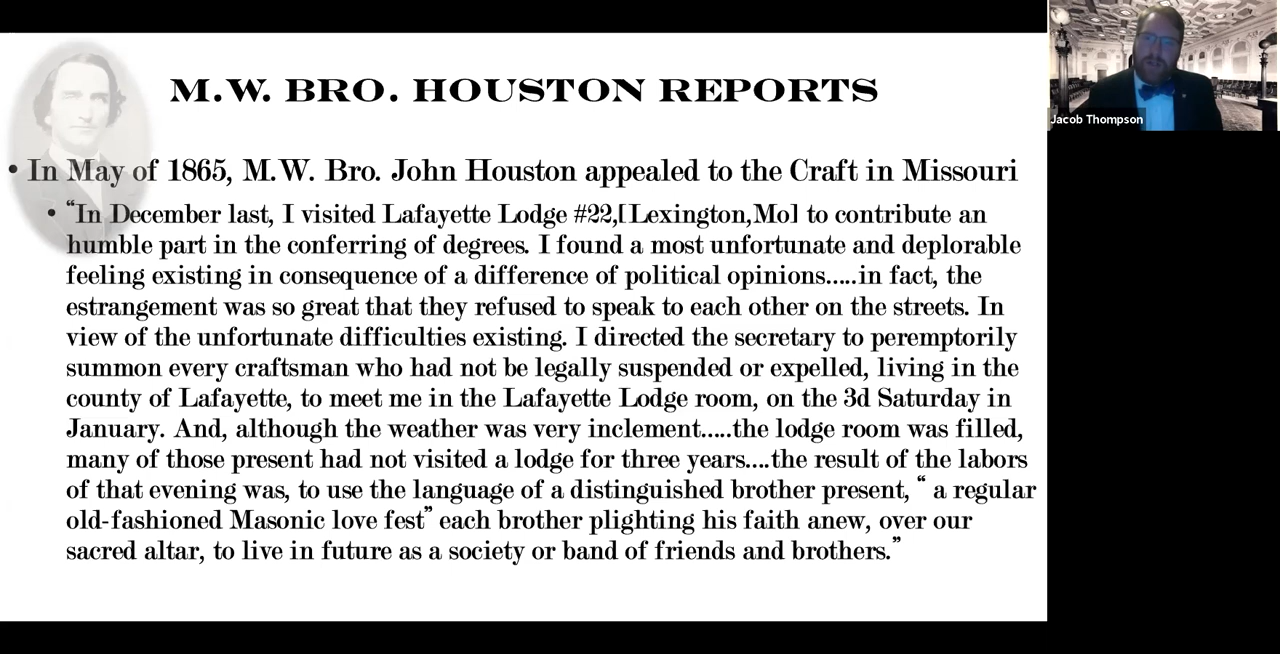 M.W. BRO. HOUSTON REPORTS
• In May of 1865, M.W. Bro. John Houston appealed to the Craft in Missouri
• “In December last, I visited Lafayette Lodge #22,[Lexington,Mo] to contribute an
humble part in the conferring of degrees. I found a most unfortunate and deplorable
feeling existing in consequence of a difference of political opinions.....in fact, the
estrangement was so great that they refused to speak to each other on the streets. In
view of the unfortunate difficulties existing. I directed the secretary to peremptorily
summon every craftsman who had not be legally suspended or expelled, living in the
county of Lafayette, to meet me in the Lafayette Lodge room, on the 3d Saturday in
January. And, although the weather was very inclement.....the lodge room was filled,
many of those present had not visited a lodge for three years....the result of the labors
of that evening was, to use the language of a distinguished brother present, “ a regular
old-fashioned Masonic love fest” each brother plighting his faith anew, over our
sacred altar, to live in future as a society or band of friends and brothers.”
Jacob Thompson